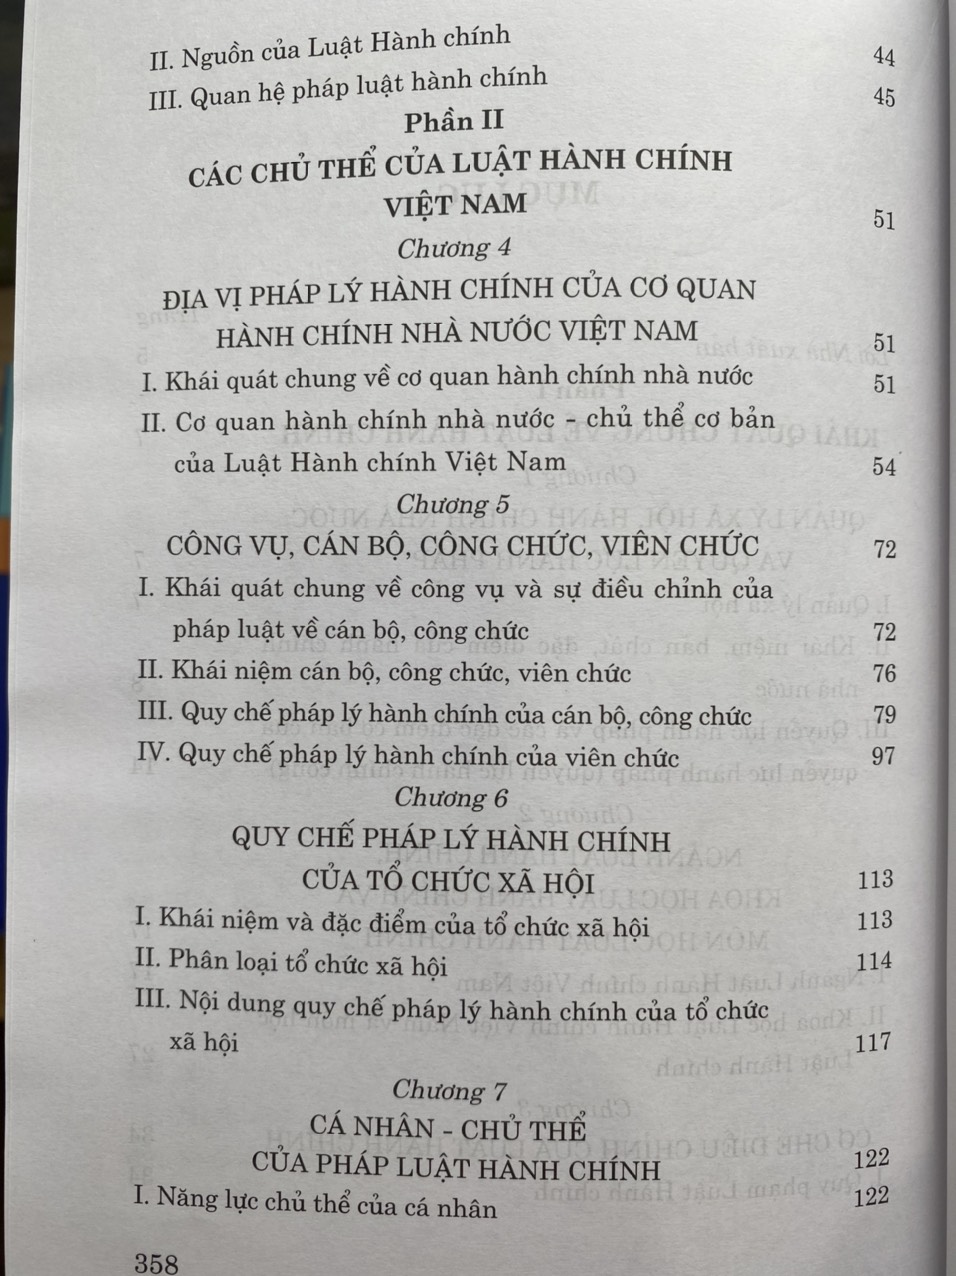 II. Nguồn của Luật Hành chính 44
III. Quan hệ pháp luật hành chính 45
Phần II
CÁC CHỦ THỂ CỦA LUẬT HÀNH CHÍNH
VIỆT NAM 51
Chương 4
ĐỊA VỊ PHÁP LÝ HÀNH CHÍNH CỦA CƠ QUAN
HÀNH CHÍNH NHÀ NƯỚC VIỆT NAM 51
I. Khái quát chung về cơ quan hành chính nhà nước 51
II. Cơ quan hành chính nhà nước - chủ thể cơ bản
của Luật Hành chính Việt Nam 54
Chương 5
CÔNG VỤ, CÁN BỘ, CÔNG CHỨC, VIÊN CHỨC 72
I. Khái quát chung về công vụ và sự điều chỉnh của
pháp luật về cán bộ, công chức 72
II. Khái niệm cán bộ, công chức, viên chức 76
III. Quy chế pháp lý hành chính của cán bộ, công chức 79
IV. Quy chế pháp lý hành chính của viên chức 97
Chương 6
QUY CHẾ PHÁP LÝ HÀNH CHÍNH
CỦA TỔ CHỨC XÃ HỘI 113
I. Khái niệm và đặc điểm của tổ chức xã hội 113
II. Phân loại tổ chức xã hội 114
III. Nội dung quy chế pháp lý hành chính của tổ chức
xã hội 117
Chương 7
CÁ NHÂN - CHỦ THỂ
CỦA PHÁP LUẬT HÀNH CHÍNH 122
I. Năng lực chủ thể của cá nhân 122
358